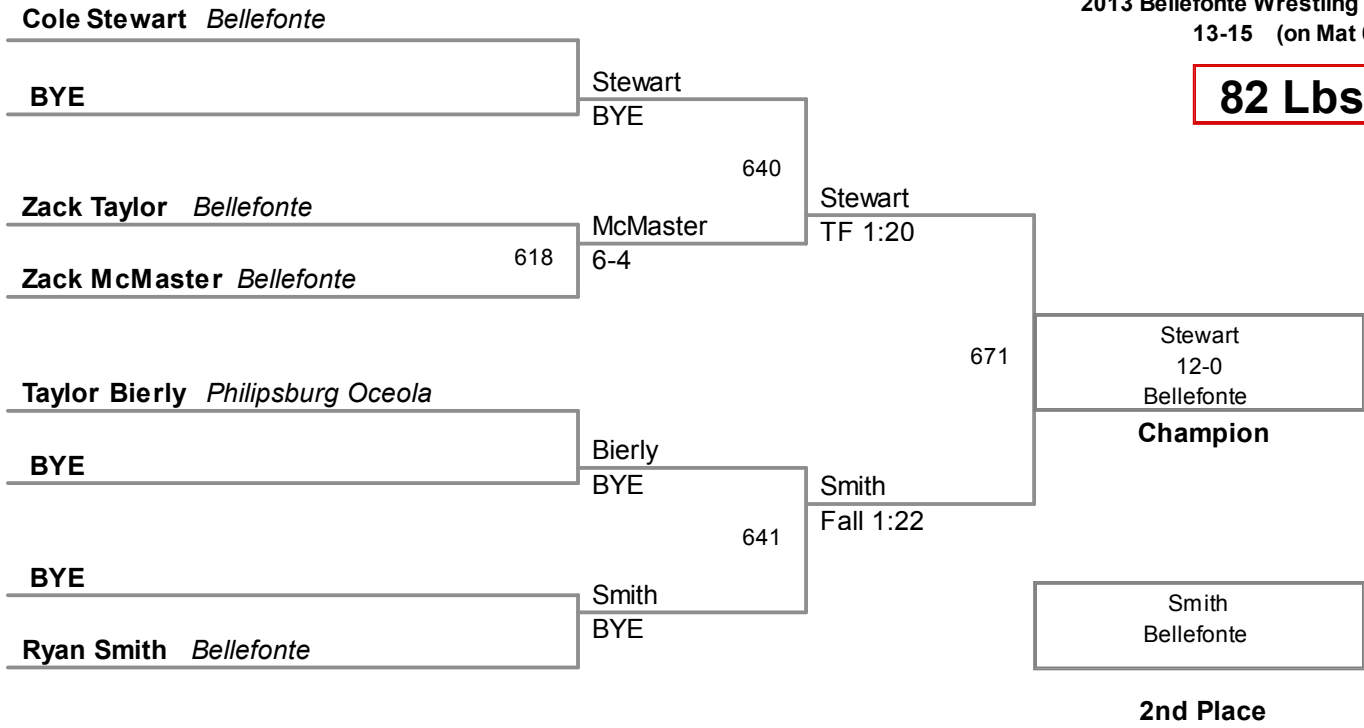 Cole Stewart Bellefonte
2013 Bellefonte Wrestling
13-15 (on Mat
82 Lbs
BYE
Stewart
BYE
640
Zack Taylor Bellefonte
Stewart
TF 1:20
McMaster
6-4
618
Zack McMaster Bellefonte
671
Stewart
12-0
Bellefonte
Champion
Taylor Bierly Philipsburg Oceola
BYE
Bierly
BYE
Smith
Fall 1:22
641
BYE
Smith
BYE
Ryan Smith Bellefonte
Smith
Bellefonte
2nd Place